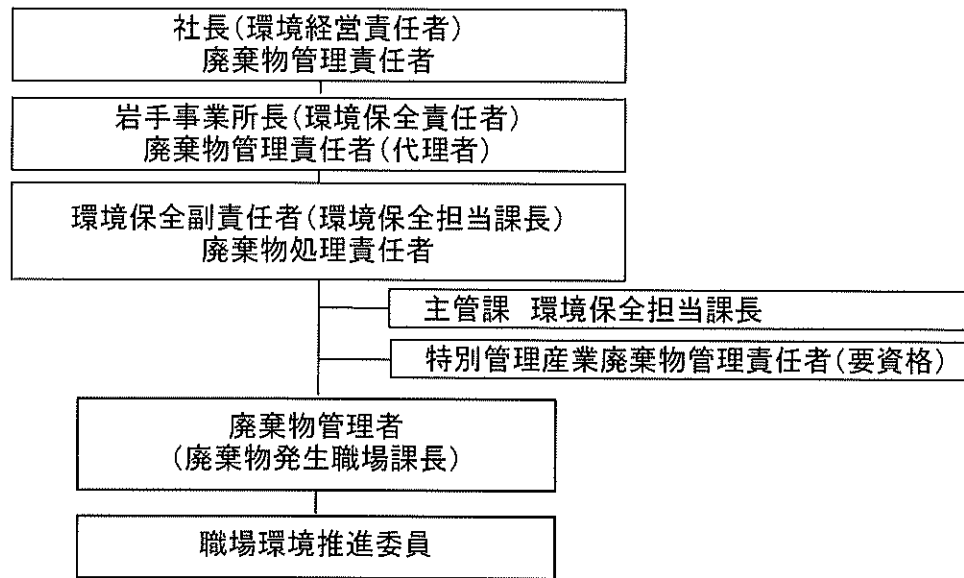 社長(環境経営責任者)
廃棄物管理責任者
岩手事業所長(環境保全責任者)
廃棄物管理責任者(代理者)
環境保全副責任者(環境保全担当課長)
廃棄物処理責任者
主管課 環境保全担当課長
特別管理産業廃棄物管理責任者(要資格)
廃棄物管理者
(廃棄物発生職場課長)
職場環境推進委員